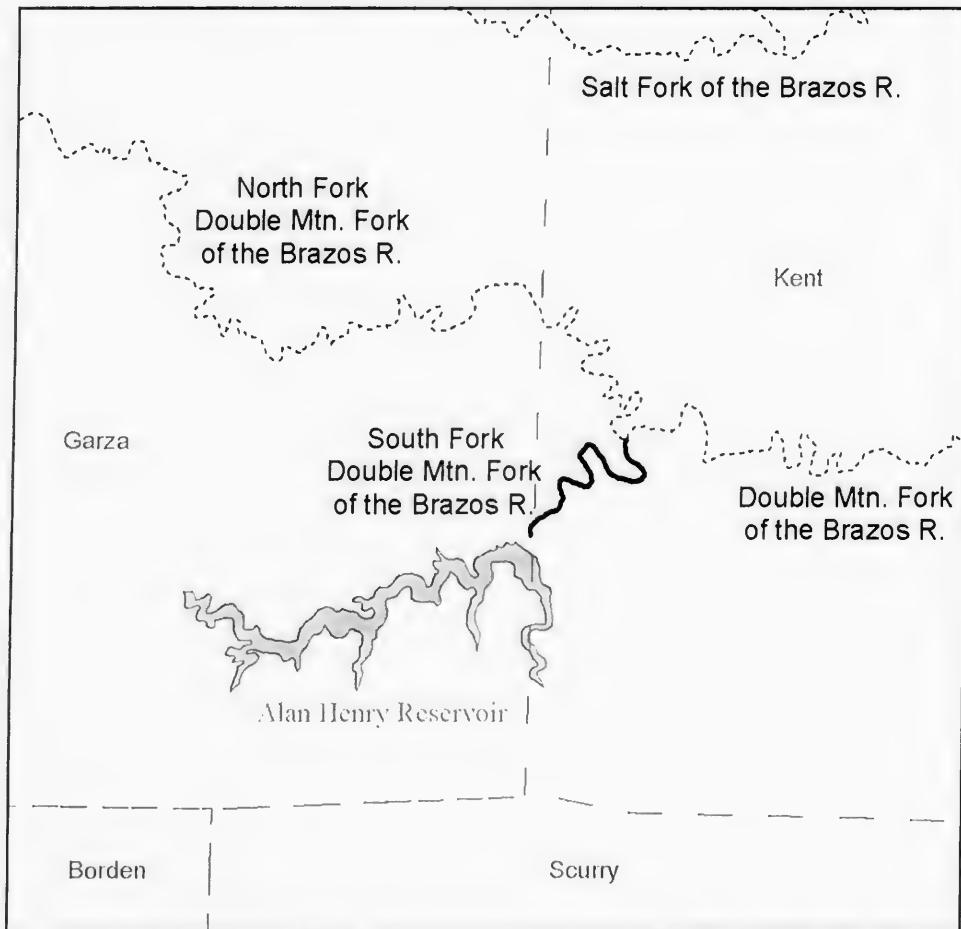 Salt Fork of the Brazos R.
North Fork
Double Mtn. Fork
of the Brazos R.
Kent
Garza
South Fork
Double Mtn. Fork
of the Brazos R.
Double Mtn. Fork
of the Brazos R.
Alan Henry Reservoir
Borden
Scurry